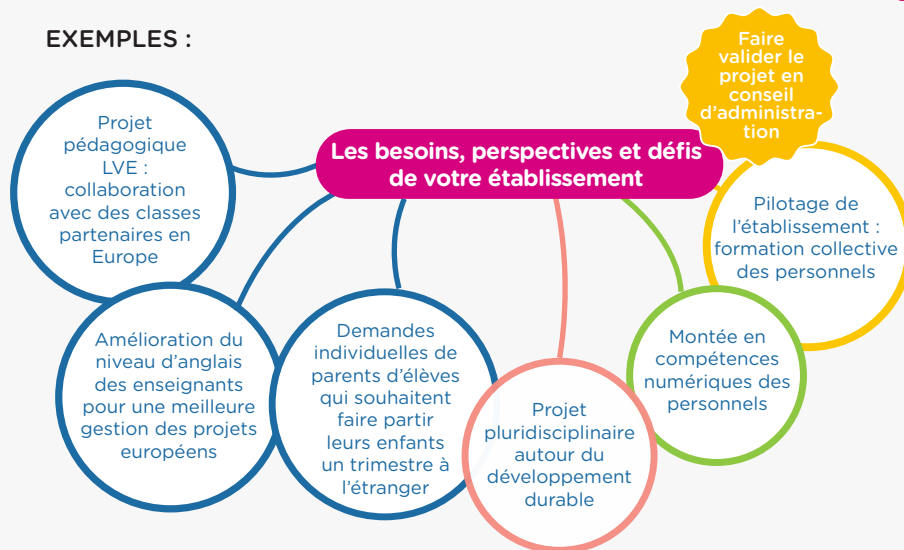 EXEMPLES :
Faire
valider le
projet en
conseil
d’administra-
tion
Les besoins, perspectives et défis
de votre établissement
Projet
pédagogique
LVE :
collaboration
avec des classes
partenaires en
Europe
Amélioration du
niveau d’anglais
des enseignants
pour une meilleure
gestion des projets
européens
Demandes
individuelles de
parents d’élèves
qui souhaitent
faire partir
leurs enfants
un trimestre à
l’étranger
Projet
pluridisciplinaire
autour du
développement
durable
Montée en
compétences
numériques des
personnels
Pilotage de
l’établissement :
formation collective
des personnels